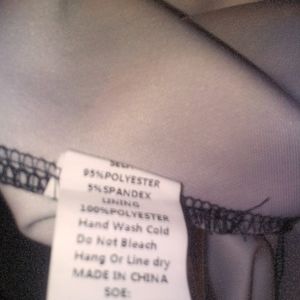 SELF:
95%POLYESTER
5%SPANDEX
LINING
100%POLYESTER
Hand Wash Cold
Do Not Bleach
Hang Or Line dry
MADE IN CHINA
SOE: